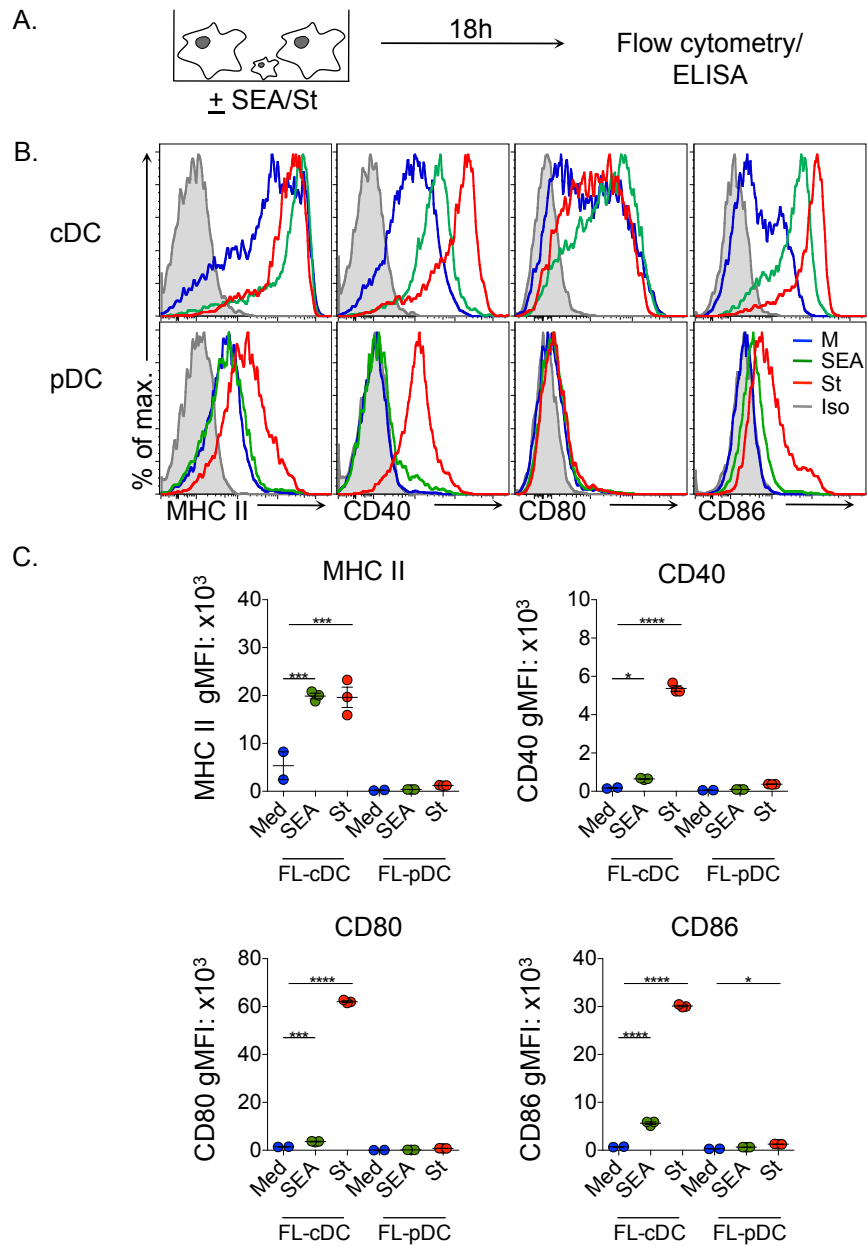 A.
18h
Flow cytometry/
ELISA
+ SEA/St
B.
cDC
pDC
% of max.
M
SEA
St
Iso
MHC II
CD40
CD80
CD86
C.
MHC II
MHC II gMFI: x10³
40
30
20
10
0
***
***
Med
SEA
St
Med
SEA
St
FL-cDC
FL-pDC
CD40
CD40 gMFI: x10³
10
8
6
4
2
0
*
****
Med
SEA
St
Med
SEA
St
FL-cDC
FL-pDC
CD80
CD80 gMFI: x10³
60
40
20
0
***
****
Med
SEA
St
Med
SEA
St
FL-cDC
FL-pDC
CD86
CD86 gMFI: x10³
40
30
20
10
0
****
****
*
Med
SEA
St
Med
SEA
St
FL-cDC
FL-pDC